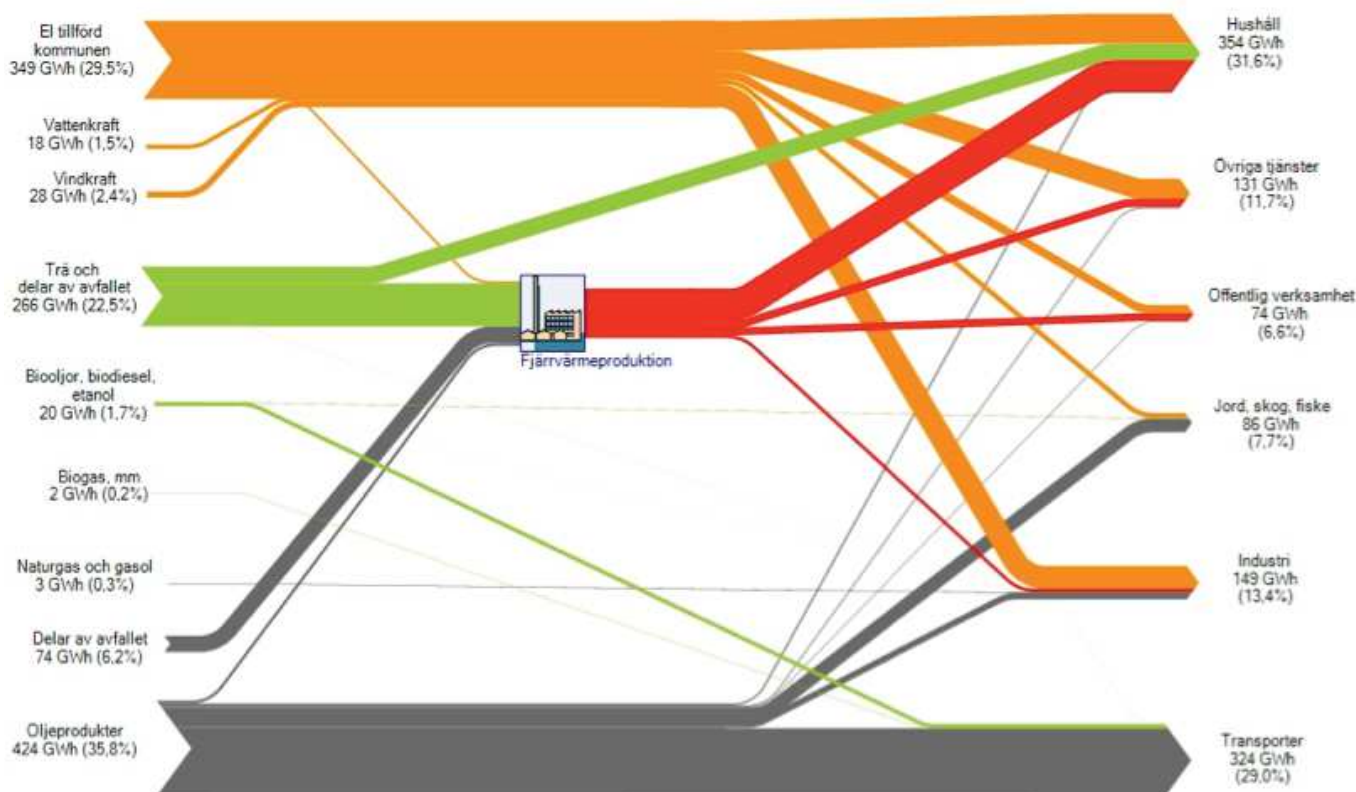 El tillförd
kommunen
349 GWh (29.5%)
Vattenkraft
18 GWh (1,5%)
Vindkraft
28 GWh (2.4%)
Trä och
delar av avfallet
266 GWh (22,5%)
Biooljor, biodiesel,
etanol
20 GWh (1,7%)
Biogas, mm
2 GWh (0,2%)
Naturgas och gasol
3 GWh (0,3%)
Delar av avfallet
74 GWh (6,2%)
Oljeprodukter
424 GWh (35,8%)
Fjärrvärmeproduktion
Hushåll
354 GWh
(31,6%)
Övriga tjänster
131 GWh
(11,7%)
Offentlig verksamhet
74 GWh
(6,6%)
Jord, skog, fiske
86 GWh
(7,7%)
Industri
149 GWh
(13,4%)
Transporter
324 GWh
(29,0%)